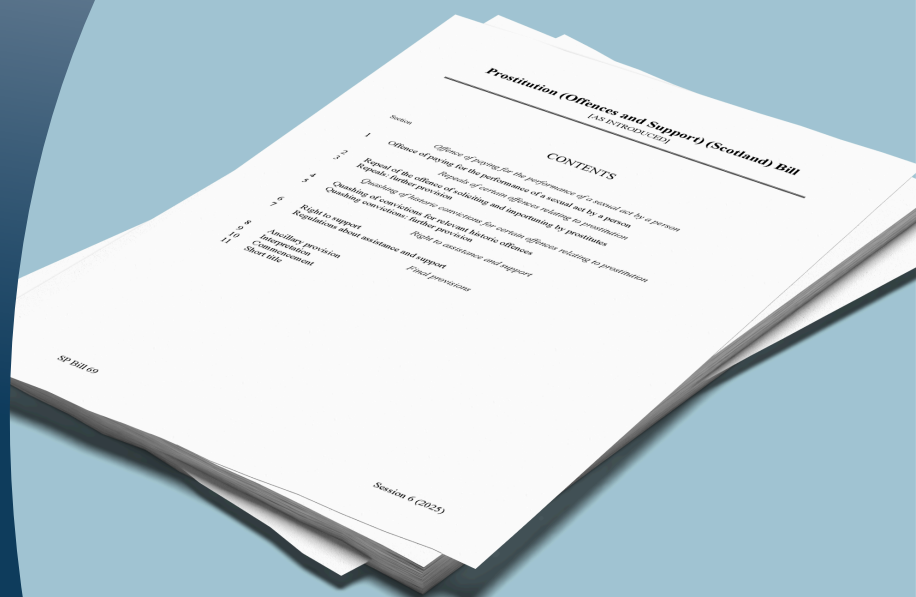 Prostitution (Offences and Support) (Scotland) Bill
[AS INTRODUCED]
CONTENTS
Section
Offence of paying for the performance of a sexual act by a person
1 Offence of paying for the performance of a sexual act by a person
Repeals of certain offences relating to prostitution
2 Repeal of the offence of soliciting and importuning by prostitutes
3 Repeals: further provision
Quashing of historic convictions for certain offences relating to prostitution
4 Quashing of convictions for relevant historic offences
5 Quashing convictions: further provision
Right to assistance and support
6 Right to support
7 Regulations about assistance and support
Final provisions
8 Ancillary provision
9 Interpretation
10 Commencement
11 Short title
SP Bill 69
Session 6 (2025)